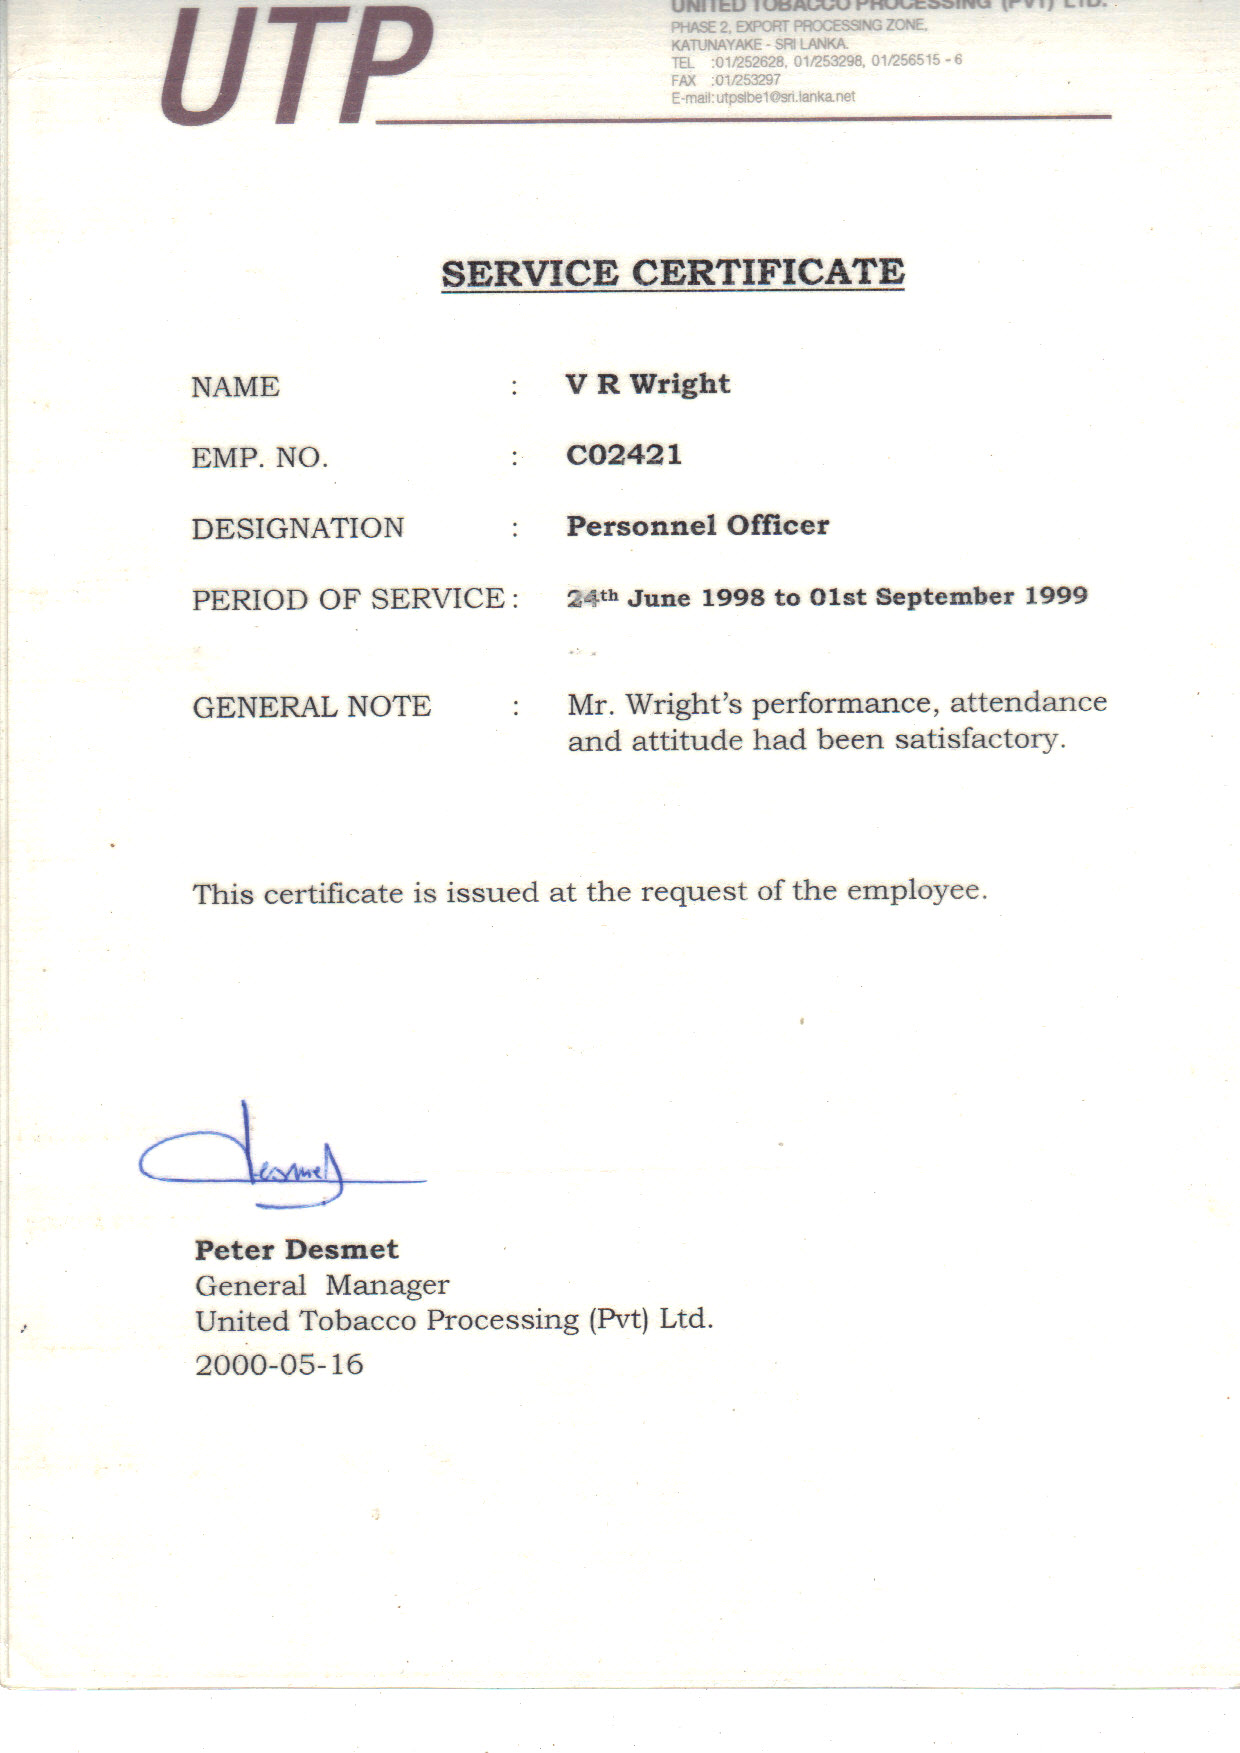 UTP
UNITED TOBACCO PROCESSING (PVT) LTD.
PHASE 2, EXPORT PROCESSING ZONE,
KATUNAYAKE - SRI LANKA.
TEL :01/252628, 01/253298, 01/256515 - 6
FAX :01/253297
E-mail: utpslbe1@sri.lanka.net
SERVICE CERTIFICATE
NAME : V R Wright
EMP. NO. : C02421
DESIGNATION : Personnel Officer
PERIOD OF SERVICE : 24th June 1998 to 01st September 1999
GENERAL NOTE : Mr. Wright's performance, attendance
and attitude had been satisfactory.
This certificate is issued at the request of the employee.
Desmet
Peter Desmet
General Manager
United Tobacco Processing (Pvt) Ltd.
2000-05-16